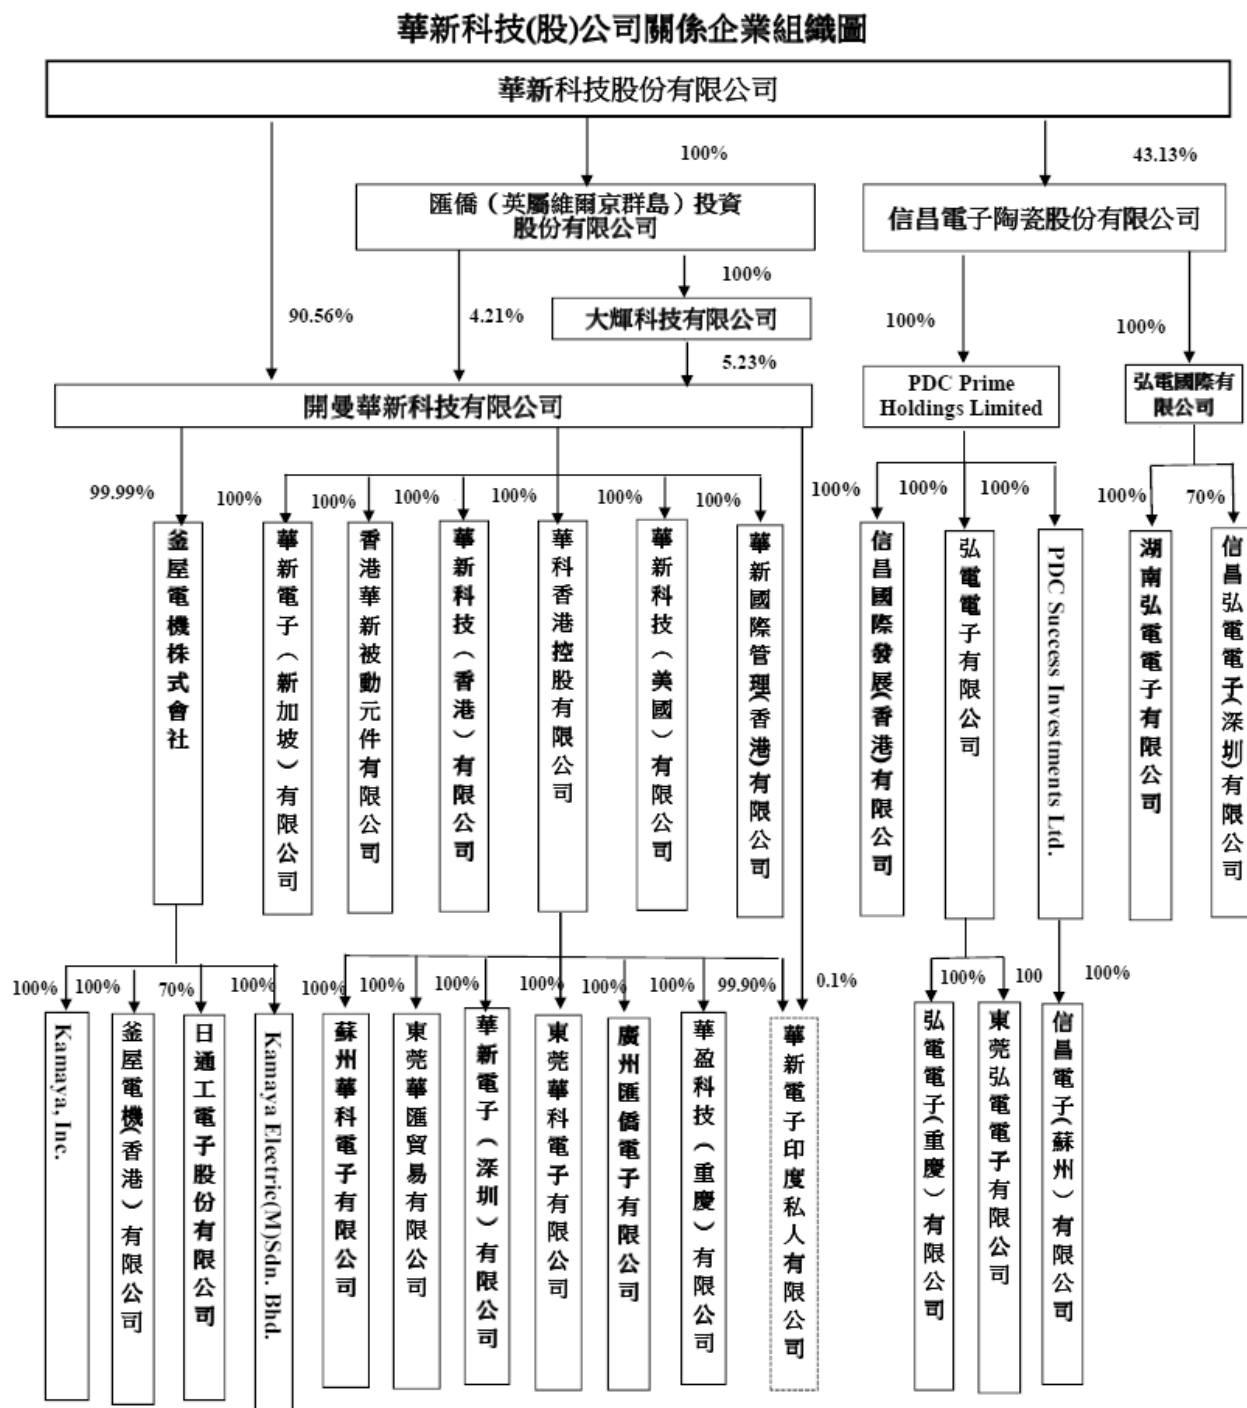 華新科技(股)公司關係企業組織圖
華新科技股份有限公司
100%
43.13%
匯僑（英屬維爾京群島）投資
股份有限公司
信昌電子陶瓷股份有限公司
100%
90.56%
4.21%
大輝科技有限公司
100%
100%
5.23%
開曼華新科技有限公司
PDC Prime
Holdings Limited
弘電國際有
限公司
99.99%
100%
100%
100%
100%
100%
100%
100%
100%
100%
100%
70%
釜屋電機株式會社
華新電子（新加坡）有限公司
香港華新被動元件有限公司
華新科技（香港）有限公司
華科香港控股有限公司
華新科技（美國）有限公司
華新國際管理(香港)有限公司
信昌國際發展(香港)有限公司
弘電電子有限公司
PDC Success Investments Ltd.
湖南弘電電子有限公司
信昌弘電電子(深圳)有限公司
100%
100%
70%
100%
100%
100%
100%
100%
100%
100%
99.90%
0.1%
100%
100
100%
Kamaya, Inc.
釜屋電機(香港）有限公司
日通工電子股份有限公司
Kamaya Electric(M)Sdn. Bhd.
蘇州華科電子有限公司
東莞華匯貿易有限公司
華新電子（深圳）有限公司
東莞華科電子有限公司
廣州匯僑電子有限公司
華盈科技（重慶）有限公司
華新電子印度私人有限公司
弘電電子(重慶）有限公司
東莞弘電電子有限公司
信昌電子(蘇州）有限公司